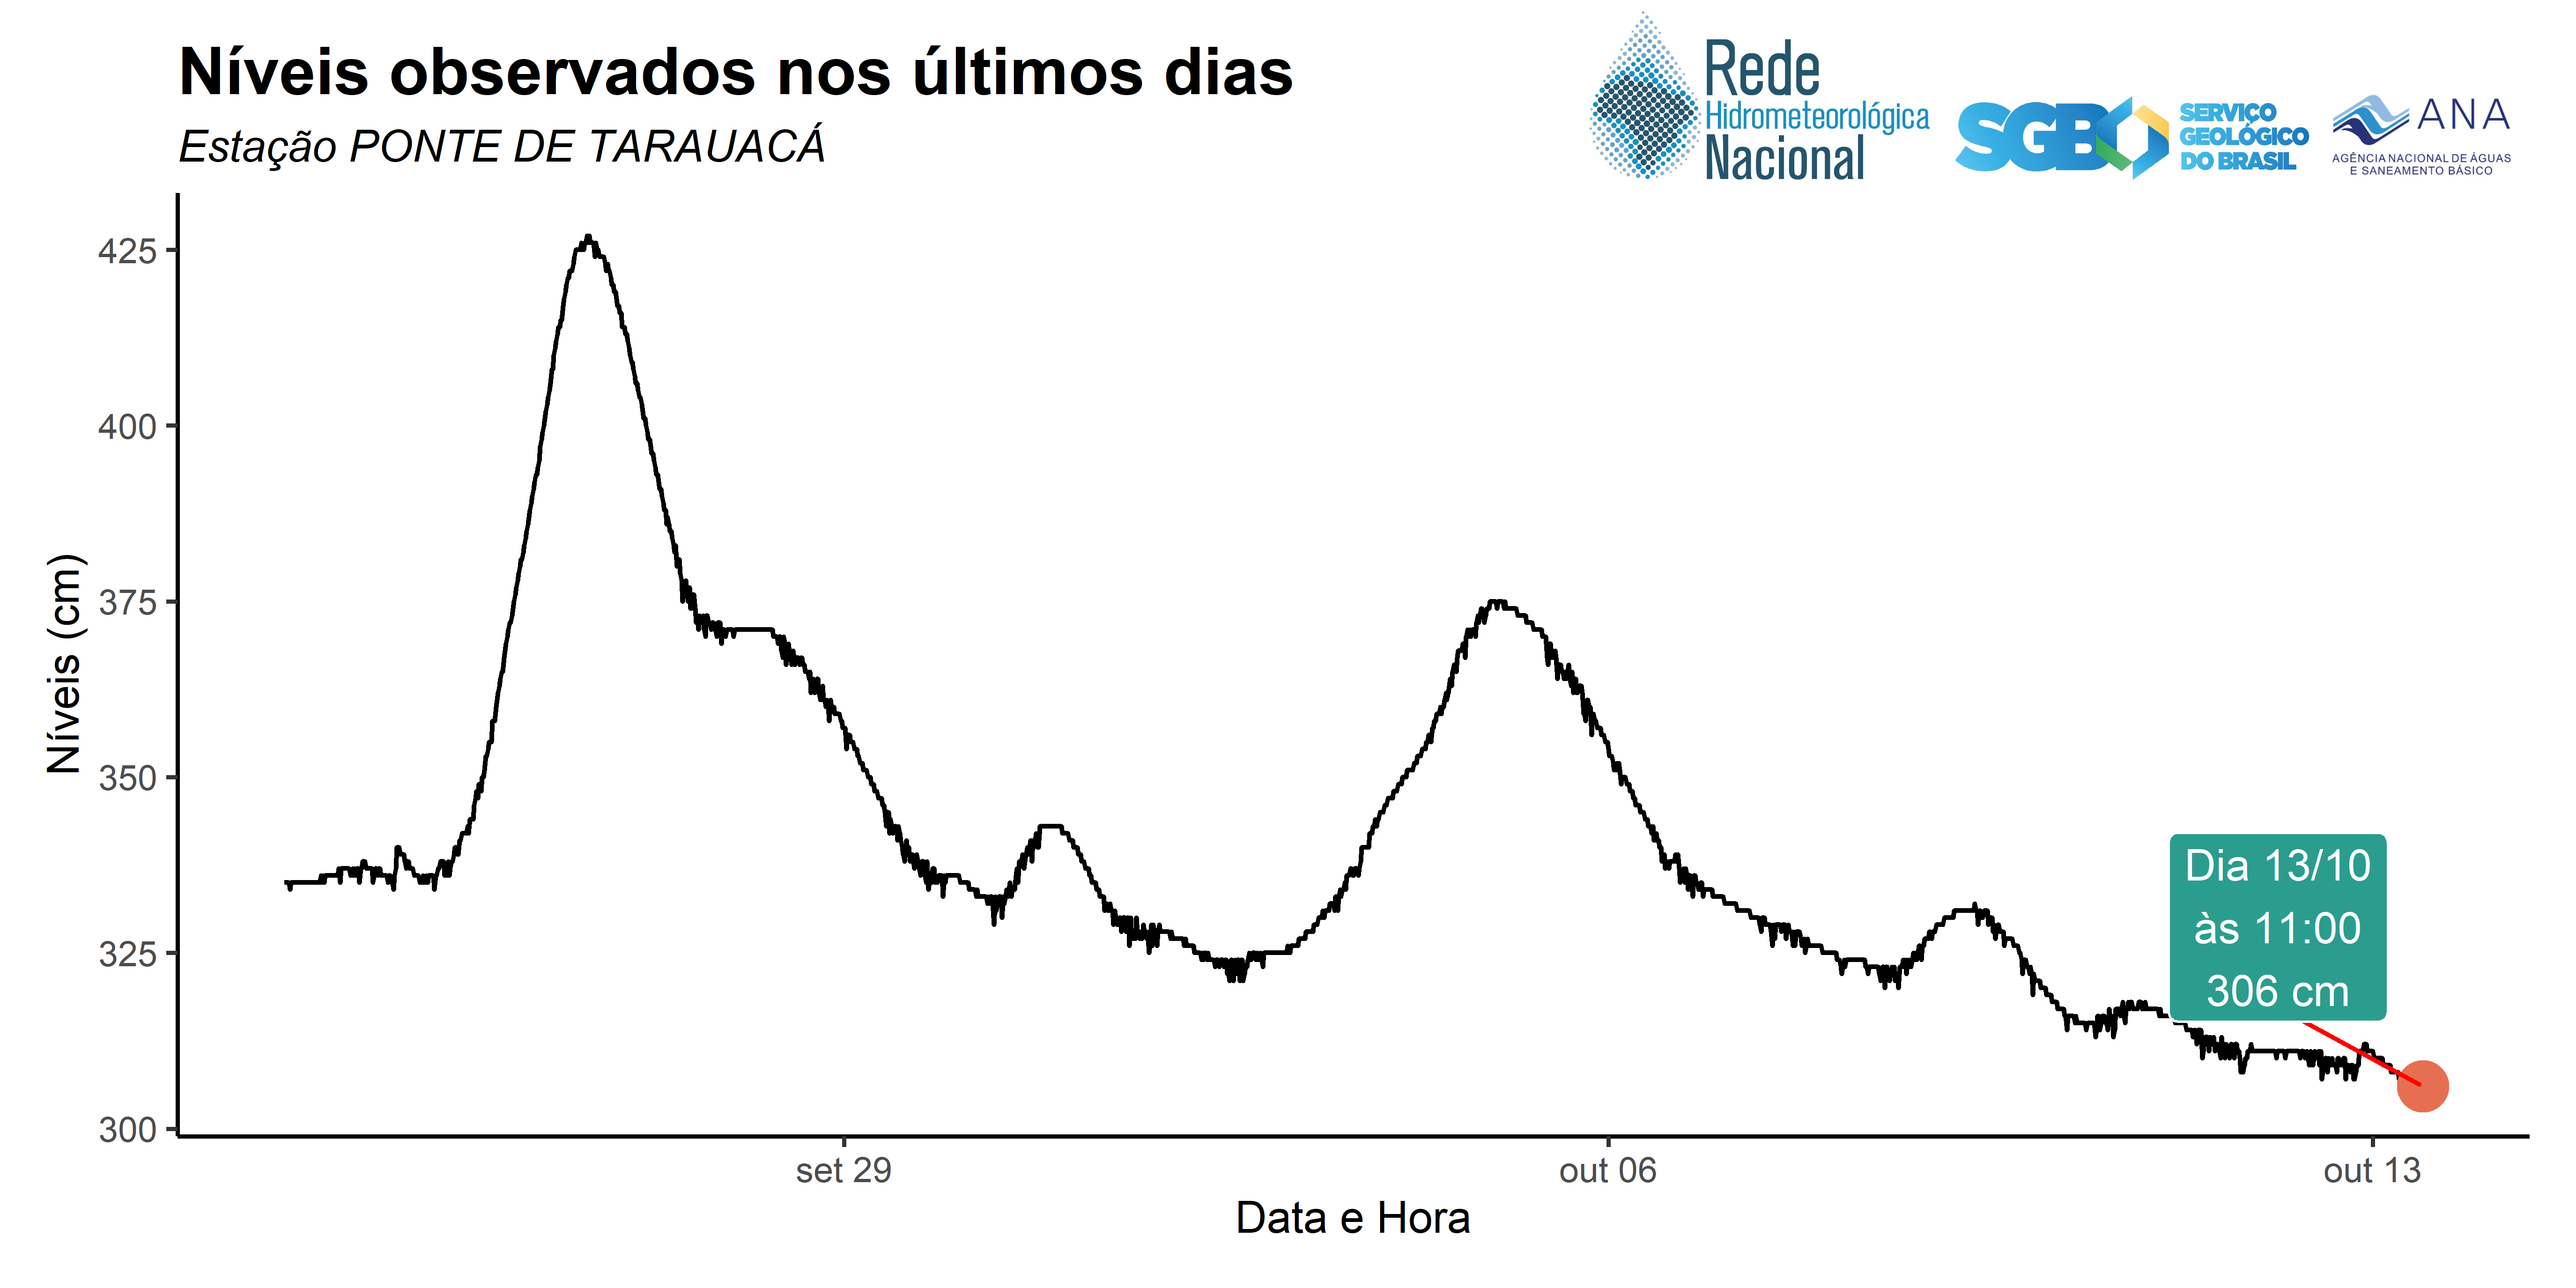 Níveis observados nos últimos dias
Estação PONTE DE TARAUACÁ
Rede
Hidrometeorológica
Nacional
SGB
SERVIÇO
GEOLÓGICO
DO BRASIL
ANA
AGÊNCIA NACIONAL DE ÁGUAS
E SANEAMENTO BÁSICO
Níveis (cm)
425
400
375
350
325
300
Dia 13/10
às 11:00
306 cm
set 29
out 06
out 13
Data e Hora